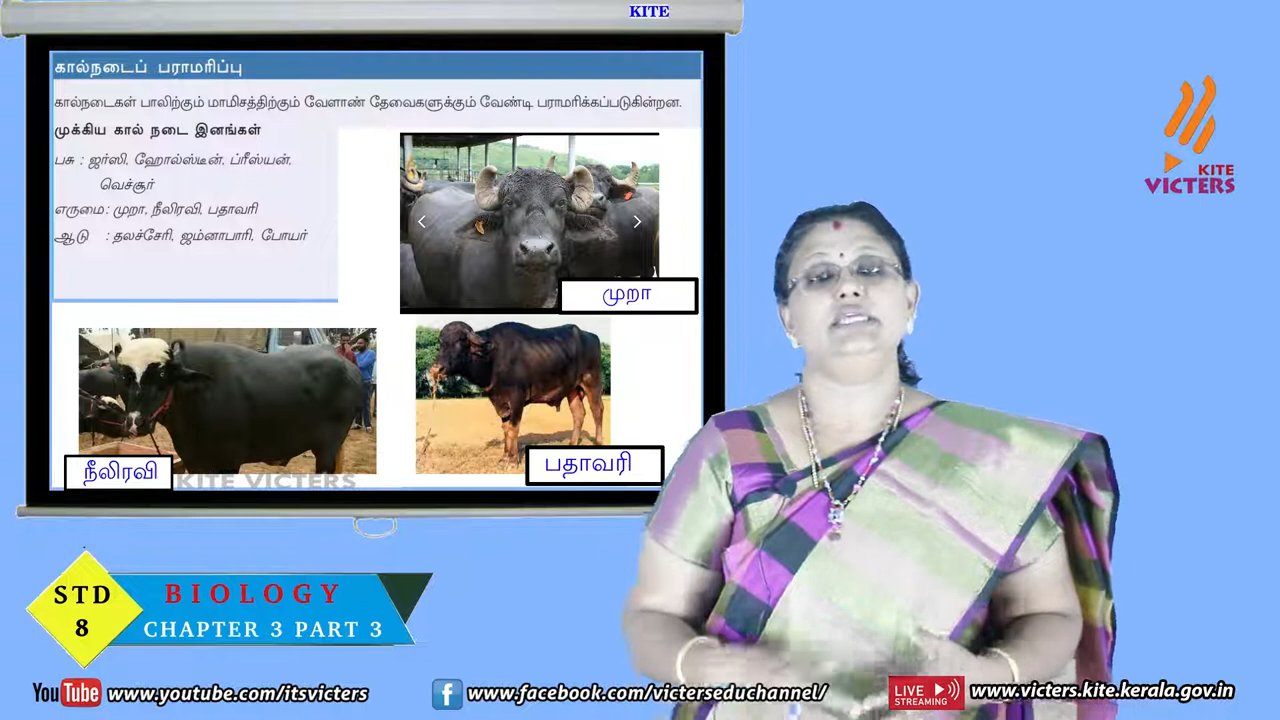 KITE
கால்நடைப் பராமரிப்பு
கால்நடைகள் பாலிற்கும் மாமிசத்திற்கும் வேளாண் தேவைகளுக்கும் வேண்டி பராமரிக்கப்படுகின்றன.
முக்கிய கால் நடை இனங்கள்
பசு : ஜர்ஸி, ஹோல்ஸ்டீன், ப்ரீஸ்யன்,
வெச்சூர்
எருமை : முறா, நீலிரவி, பதாவரி
ஆடு : தலச்சேரி, ஜம்னாபாரி, போயர்
முறா
நீலிரவி
பதாவரி
KITE VICTERS
KITE
VICTERS
STD
8
BIOLOGY
CHAPTER 3 PART 3
YouTube www.youtube.com/itsvicters
f www.facebook.com/victerseduchannel/
LIVE STREAMING www.victers.kite.kerala.gov.in